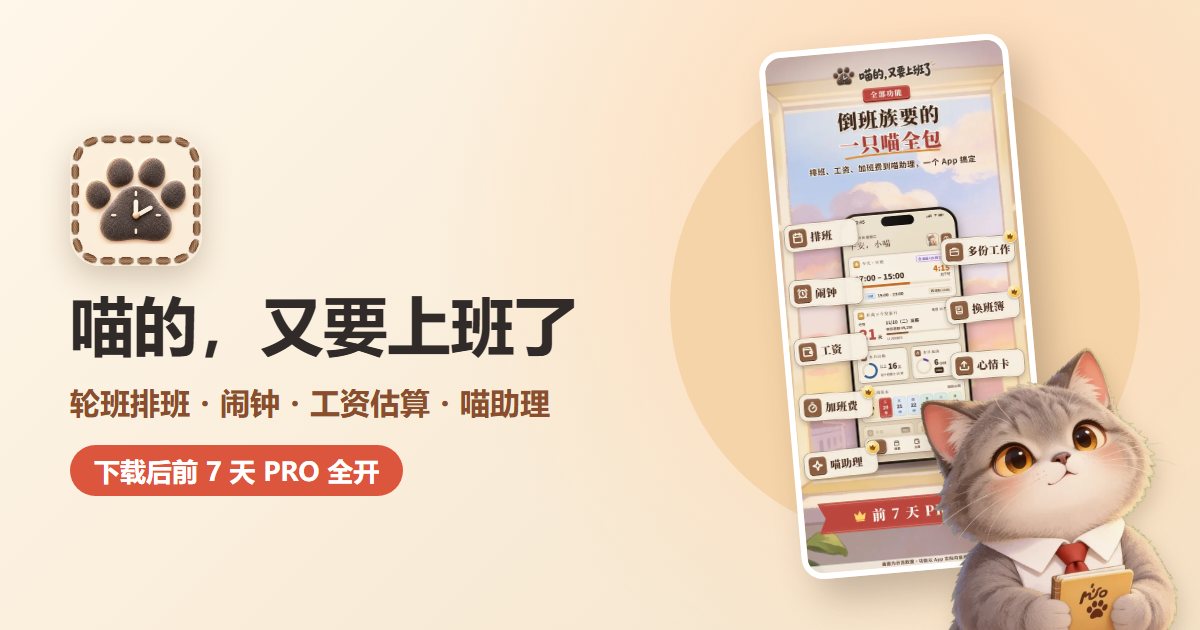 喵的，又要上班了
轮班排班 · 闹钟 · 工资估算 · 喵助理
下载后前 7 天 PRO 全开
喵的,又要上班了
全部功能
倒班族要的
一只喵全包
排班、工资、加班费到喵助理，一个 App 搞定
排班
多份工作
07:00 – 15:00
4:15
闹钟
换班簿
工资
心情卡
加班费
喵助理
前 7 天
Miso